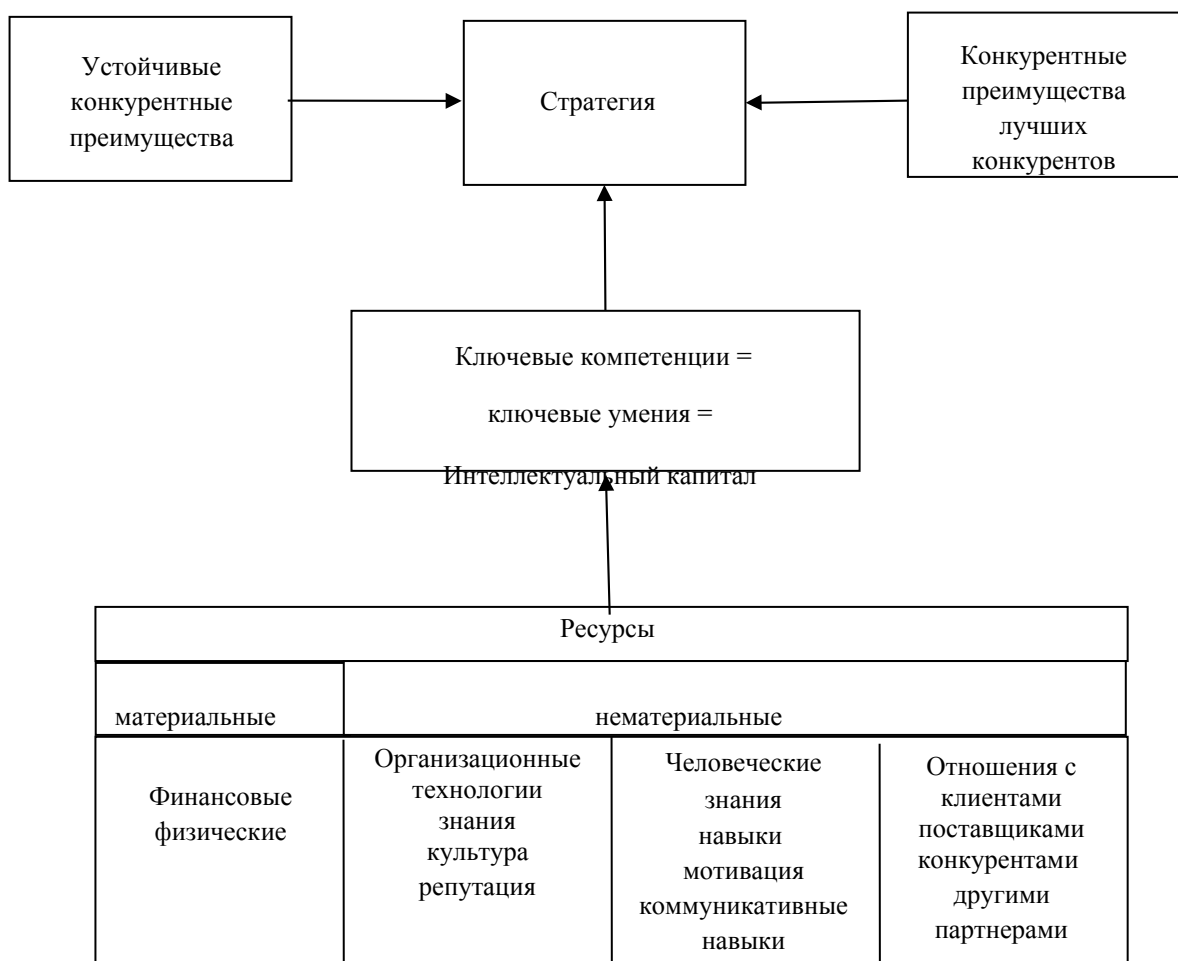 Устойчивые
конкурентные
преимущества
Стратегия
Конкурентные
преимущества
лучших
конкурентов
Ключевые компетенции =
ключевые умения =
Интеллектуальный капитал
Ресурсы
материальные
нематериальные
Финансовые
физические
Организационные
технологии
знания
культура
репутация
Человеческие
знания
навыки
мотивация
коммуникативные
навыки
Отношения с
клиентами
поставщиками
конкурентами
другими
партнерами